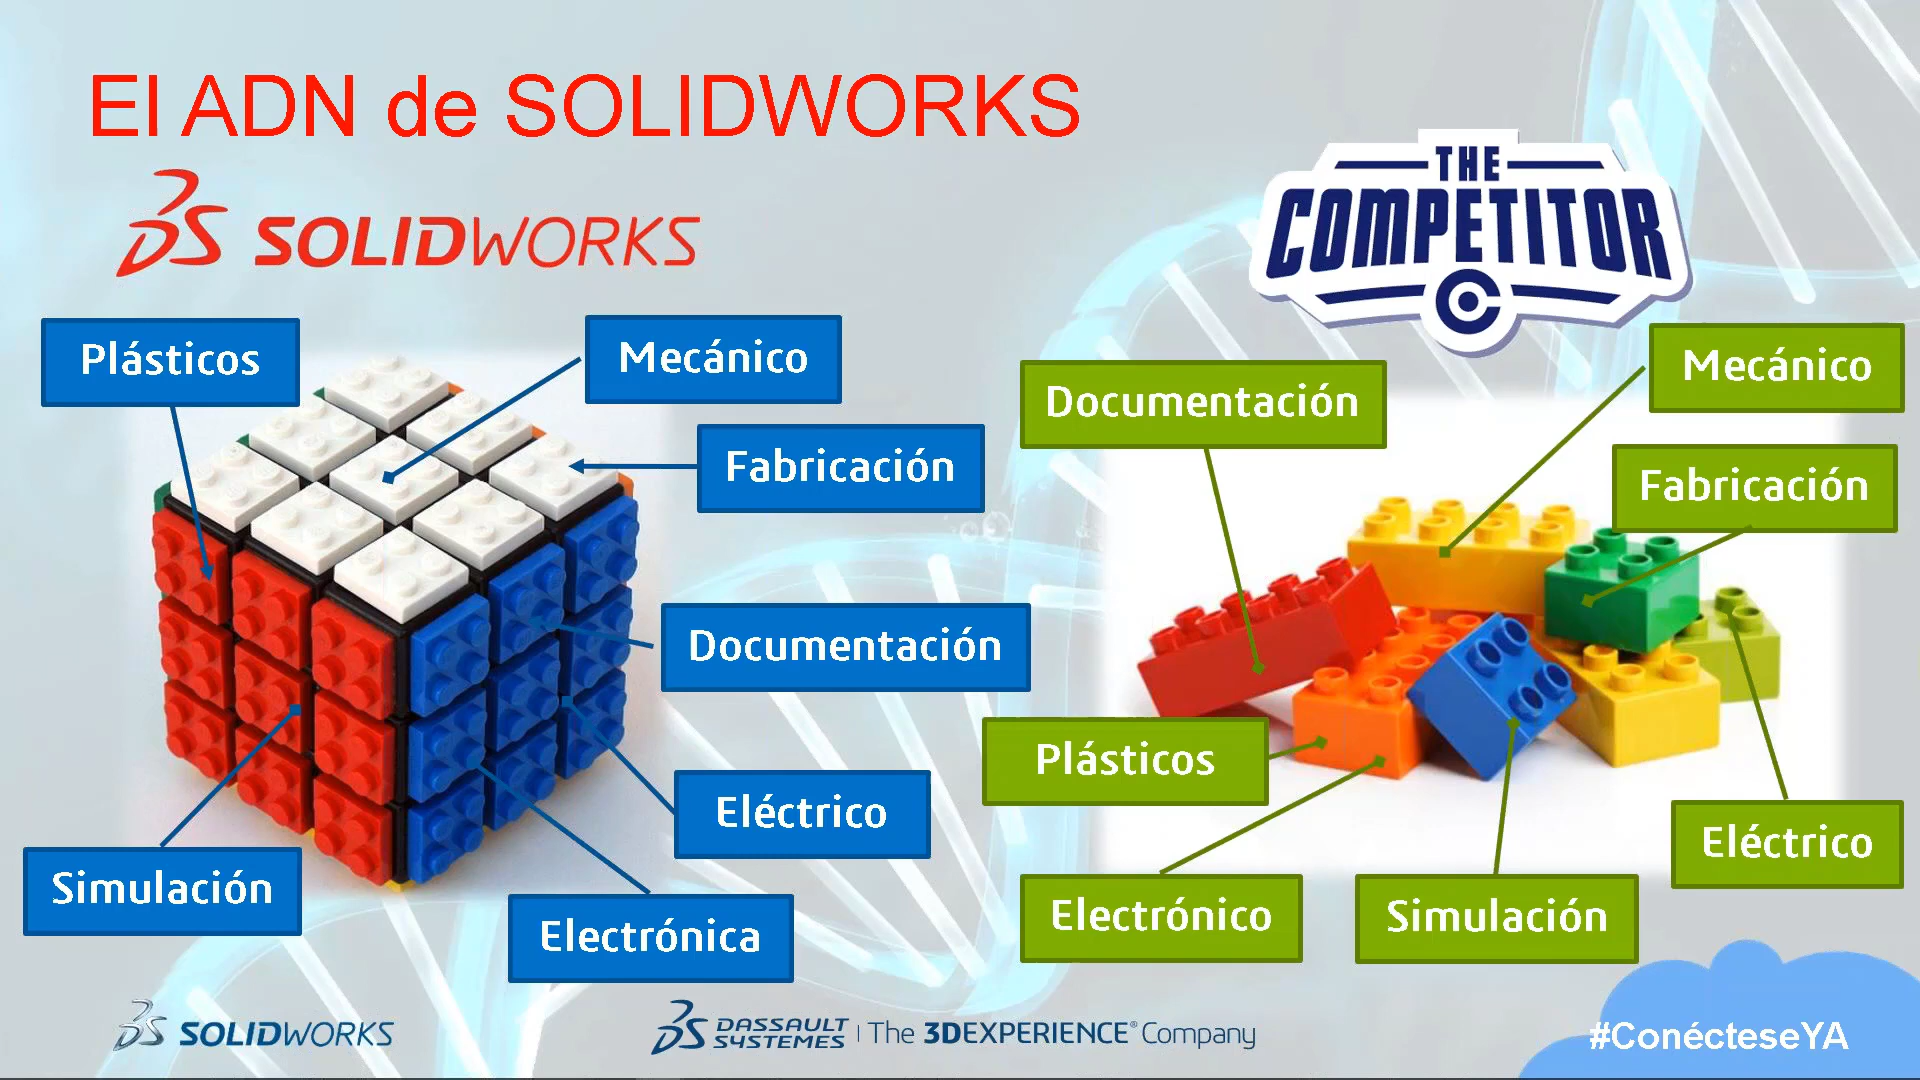 El ADN de SOLIDWORKS
SOLIDWORKS
THE
COMPETITOR
Plásticos
Mecánico
Fabricación
Documentación
Eléctrico
Simulación
Electrónica
Documentación
Mecánico
Fabricación
Plásticos
Eléctrico
Electrónico
Simulación
SOLIDWORKS
DASSAULT SYSTEMES | The 3DEXPERIENCE® Company
#ConécteseYA